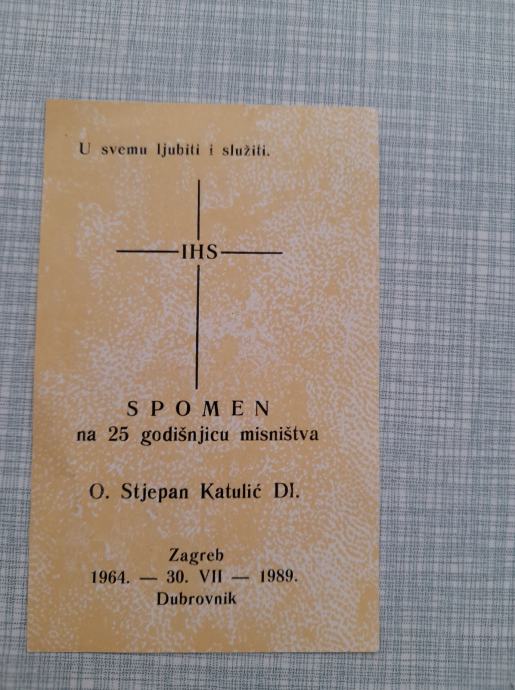 U svemu ljubiti i služiti.
IHS
SPOMEN
na 25 godišnjicu misništva
O. Stjepan Katulić DI.
Zagreb
1964. — 30. VII — 1989.
Dubrovnik